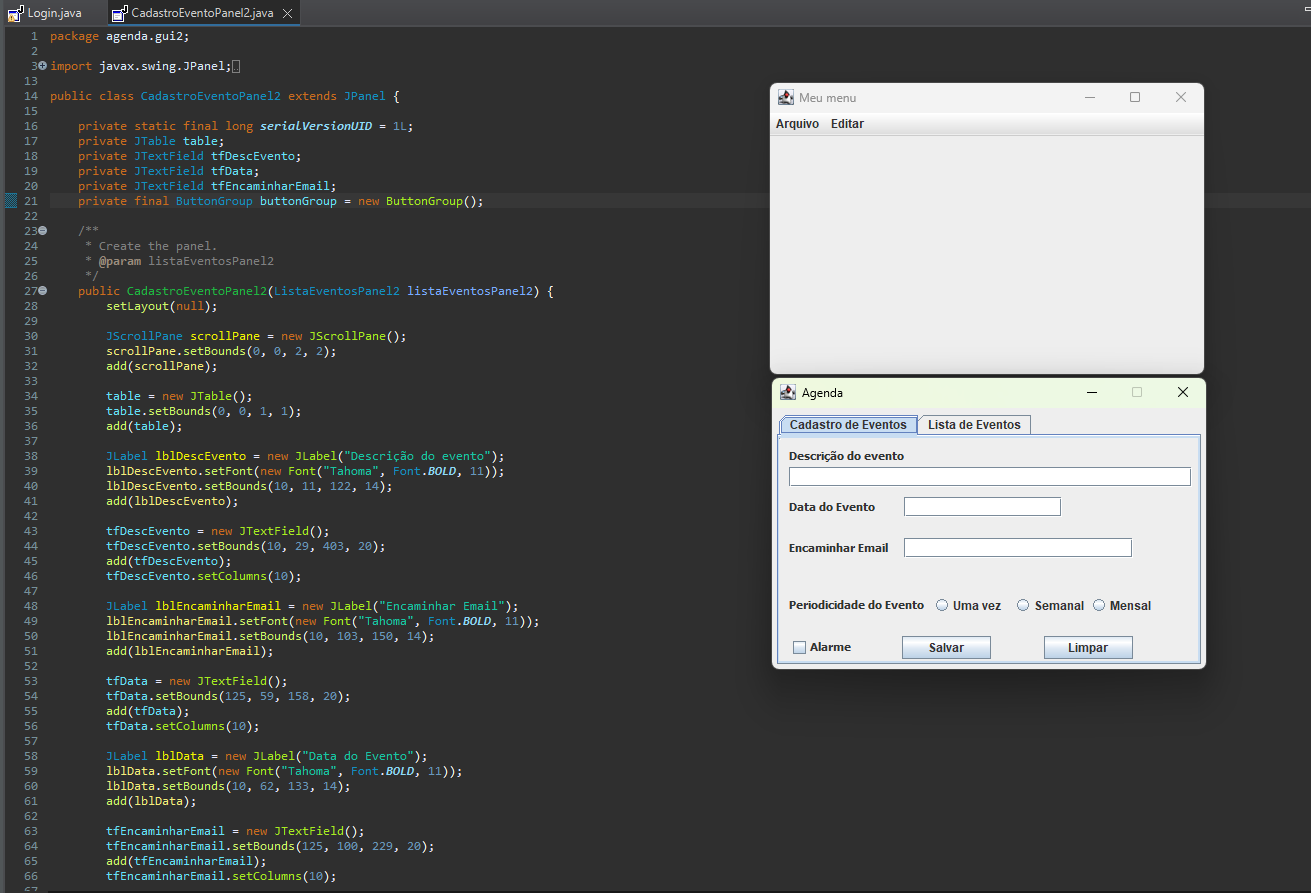 Login.java
CadastroEventoPanel2.java
1 package agenda.gui2;
2
3 import javax.swing.JPanel;
13
14 public class CadastroEventoPanel2 extends JPanel {
15
16 private static final long serialVersionUID = 1L;
17 private JTable table;
18 private JTextField tfDescEvento;
19 private JTextField tfData;
20 private JTextField tfEncaminharEmail;
21 private final ButtonGroup buttonGroup = new ButtonGroup();
22
23 /**
24 * Create the panel.
25 * @param listaEventosPanel2
26 */
27 public CadastroEventoPanel2(ListaEventosPanel2 listaEventosPanel2) {
28 setLayout(null);
29
30 JScrollPane scrollPane = new JScrollPane();
31 scrollPane.setBounds(0, 0, 2, 2);
32 add(scrollPane);
33
34 table = new JTable();
35 table.setBounds(0, 0, 1, 1);
36 add(table);
37
38 JLabel lblDescEvento = new JLabel("Descrição do evento");
39 lblDescEvento.setFont(new Font("Tahoma", Font.BOLD, 11));
40 lblDescEvento.setBounds(10, 11, 122, 14);
41 add(lblDescEvento);
42
43 tfDescEvento = new JTextField();
44 tfDescEvento.setBounds(10, 29, 403, 20);
45 add(tfDescEvento);
46 tfDescEvento.setColumns(10);
47
48 JLabel lblEncaminharEmail = new JLabel("Encaminhar Email");
49 lblEncaminharEmail.setFont(new Font("Tahoma", Font.BOLD, 11));
50 lblEncaminharEmail.setBounds(10, 103, 150, 14);
51 add(lblEncaminharEmail);
52
53 tfData = new JTextField();
54 tfData.setBounds(125, 59, 158, 20);
55 add(tfData);
56 tfData.setColumns(10);
57
58 JLabel lblData = new JLabel("Data do Evento");
59 lblData.setFont(new Font("Tahoma", Font.BOLD, 11));
60 lblData.setBounds(10, 62, 133, 14);
61 add(lblData);
62
63 tfEncaminharEmail = new JTextField();
64 tfEncaminharEmail.setBounds(125, 100, 229, 20);
65 add(tfEncaminharEmail);
66 tfEncaminharEmail.setColumns(10);
67
Meu menu
Arquivo Editar
Agenda
Cadastro de Eventos Lista de Eventos
Descrição do evento
Data do Evento
Encaminhar Email
Periodicidade do Evento Uma vez Semanal Mensal
Alarme Salvar Limpar